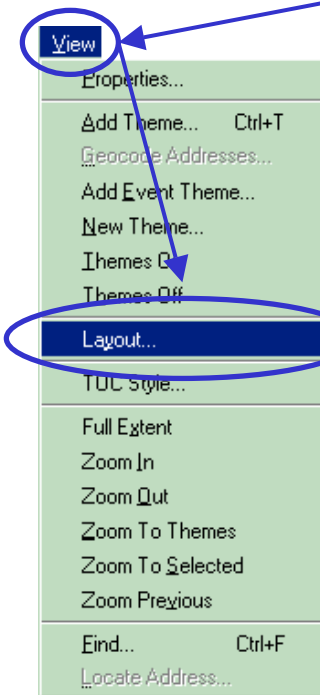 View
Properties...
Add Theme... Ctrl+T
Geocode Addresses...
Add Event Theme...
New Theme...
Themes On
Themes Off
Layout...
TOC Style...
Full Extent
Zoom In
Zoom Out
Zoom To Themes
Zoom To Selected
Zoom Previous
Find... Ctrl+F
Locate Address...